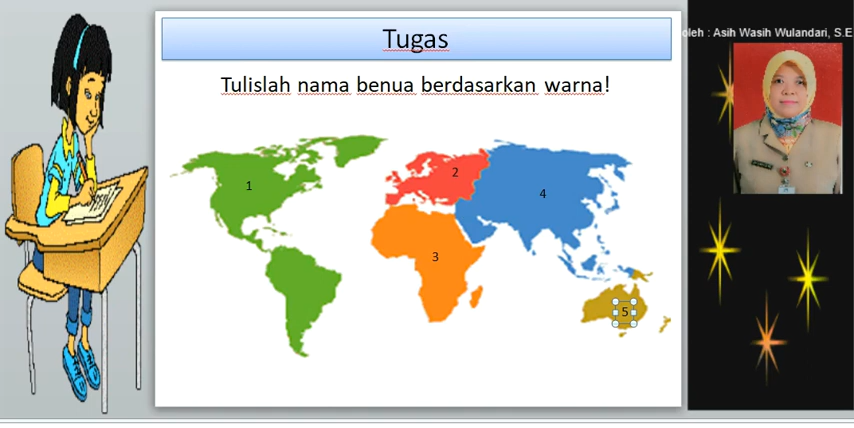 Tugas
oleh : Asih Wasih Wulandari, S.E
Tulislah nama benua berdasarkan warna!
1
2
4
3
5